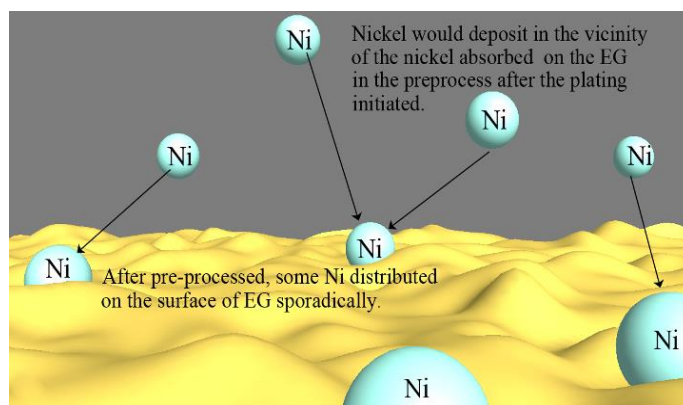 Ni
Nickel would deposit in the vicinity
of the nickel absorbed on the EG
in the preprocess after the plating
initiated.
Ni
Ni
Ni
Ni
Ni
After pre-processed, some Ni distributed
on the surface of EG sporadically.
Ni
Ni